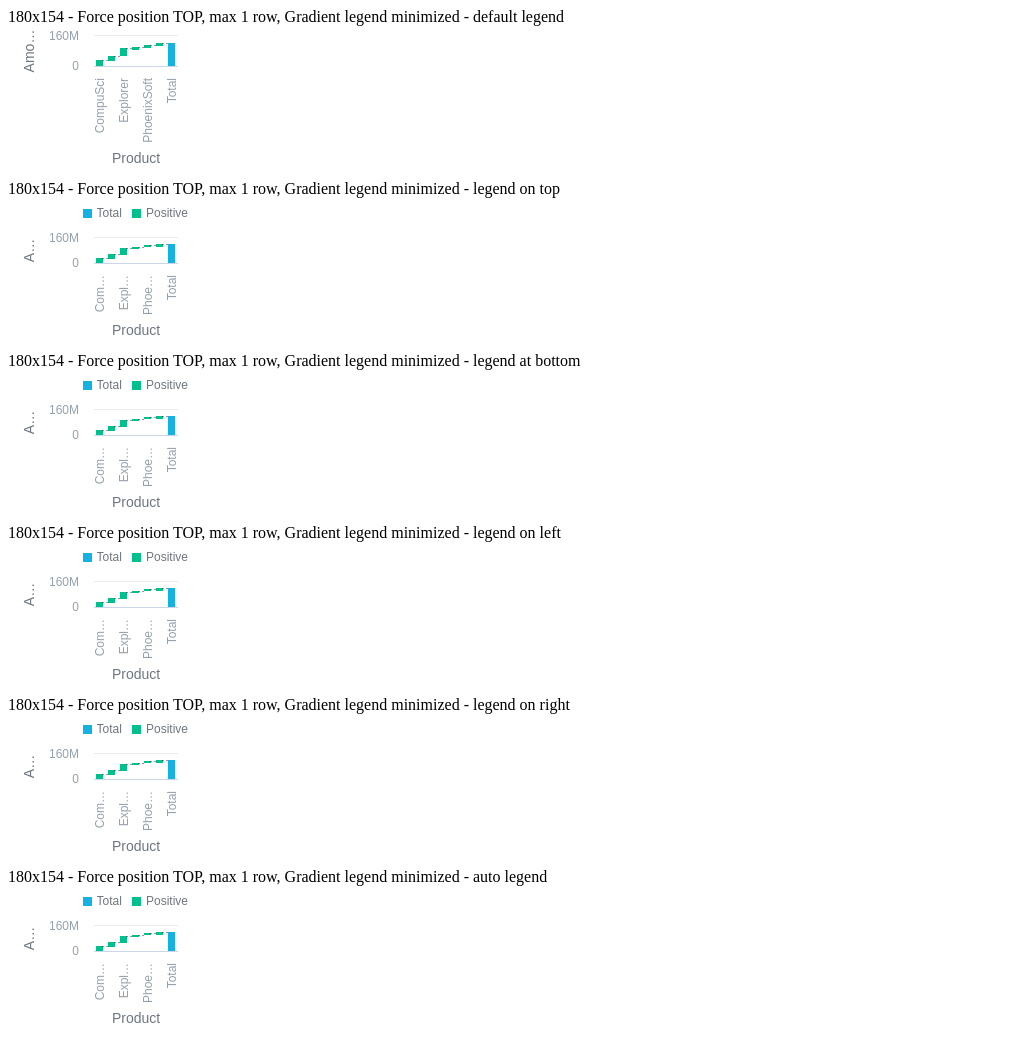 180x154 - Force position TOP, max 1 row, Gradient legend minimized - default legend
Amo…
160M
0
CompuSci
Explorer
PhoenixSoft
Total
Product
180x154 - Force position TOP, max 1 row, Gradient legend minimized - legend on top
Total Positive
A…
160M
0
Com…
Expl…
Phoe…
Total
Product
180x154 - Force position TOP, max 1 row, Gradient legend minimized - legend at bottom
Total Positive
A…
160M
0
Com…
Expl…
Phoe…
Total
Product
180x154 - Force position TOP, max 1 row, Gradient legend minimized - legend on left
Total Positive
A…
160M
0
Com…
Expl…
Phoe…
Total
Product
180x154 - Force position TOP, max 1 row, Gradient legend minimized - legend on right
Total Positive
A…
160M
0
Com…
Expl…
Phoe…
Total
Product
180x154 - Force position TOP, max 1 row, Gradient legend minimized - auto legend
Total Positive
A…
160M
0
Com…
Expl…
Phoe…
Total
Product